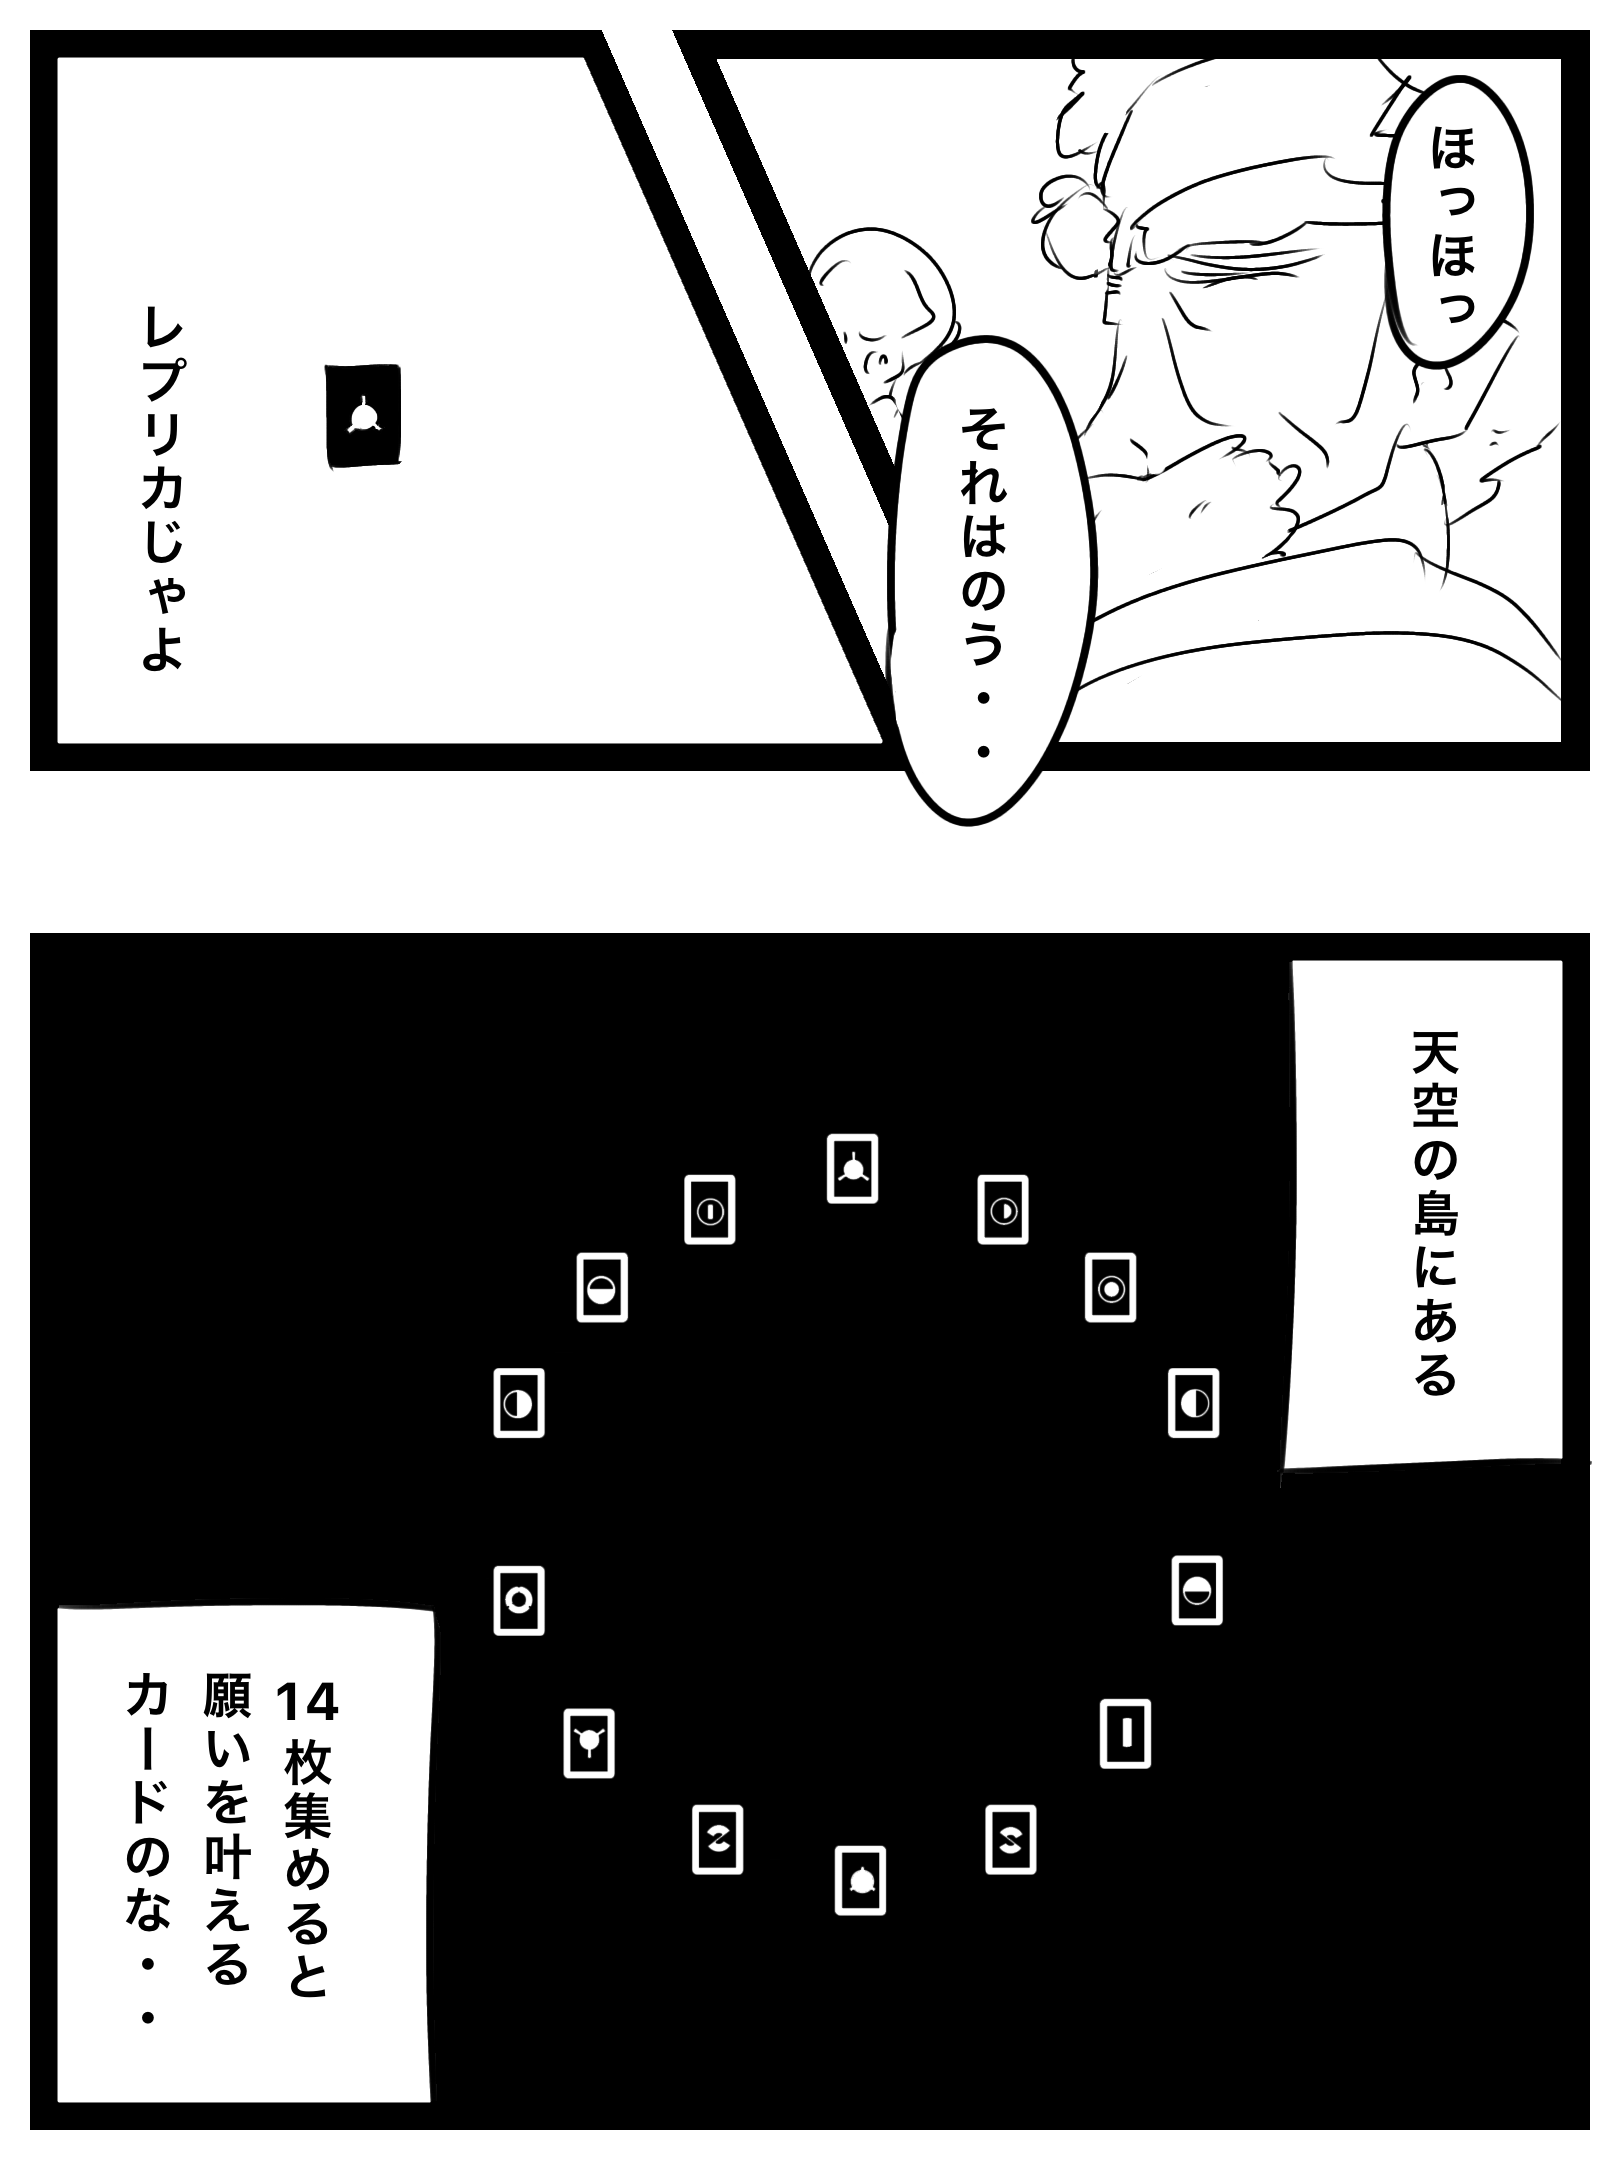 ほっほっ
それはのう・・
レプリカじゃよ
天空の島にある
14枚集めると
願いを叶える
カードのな・・